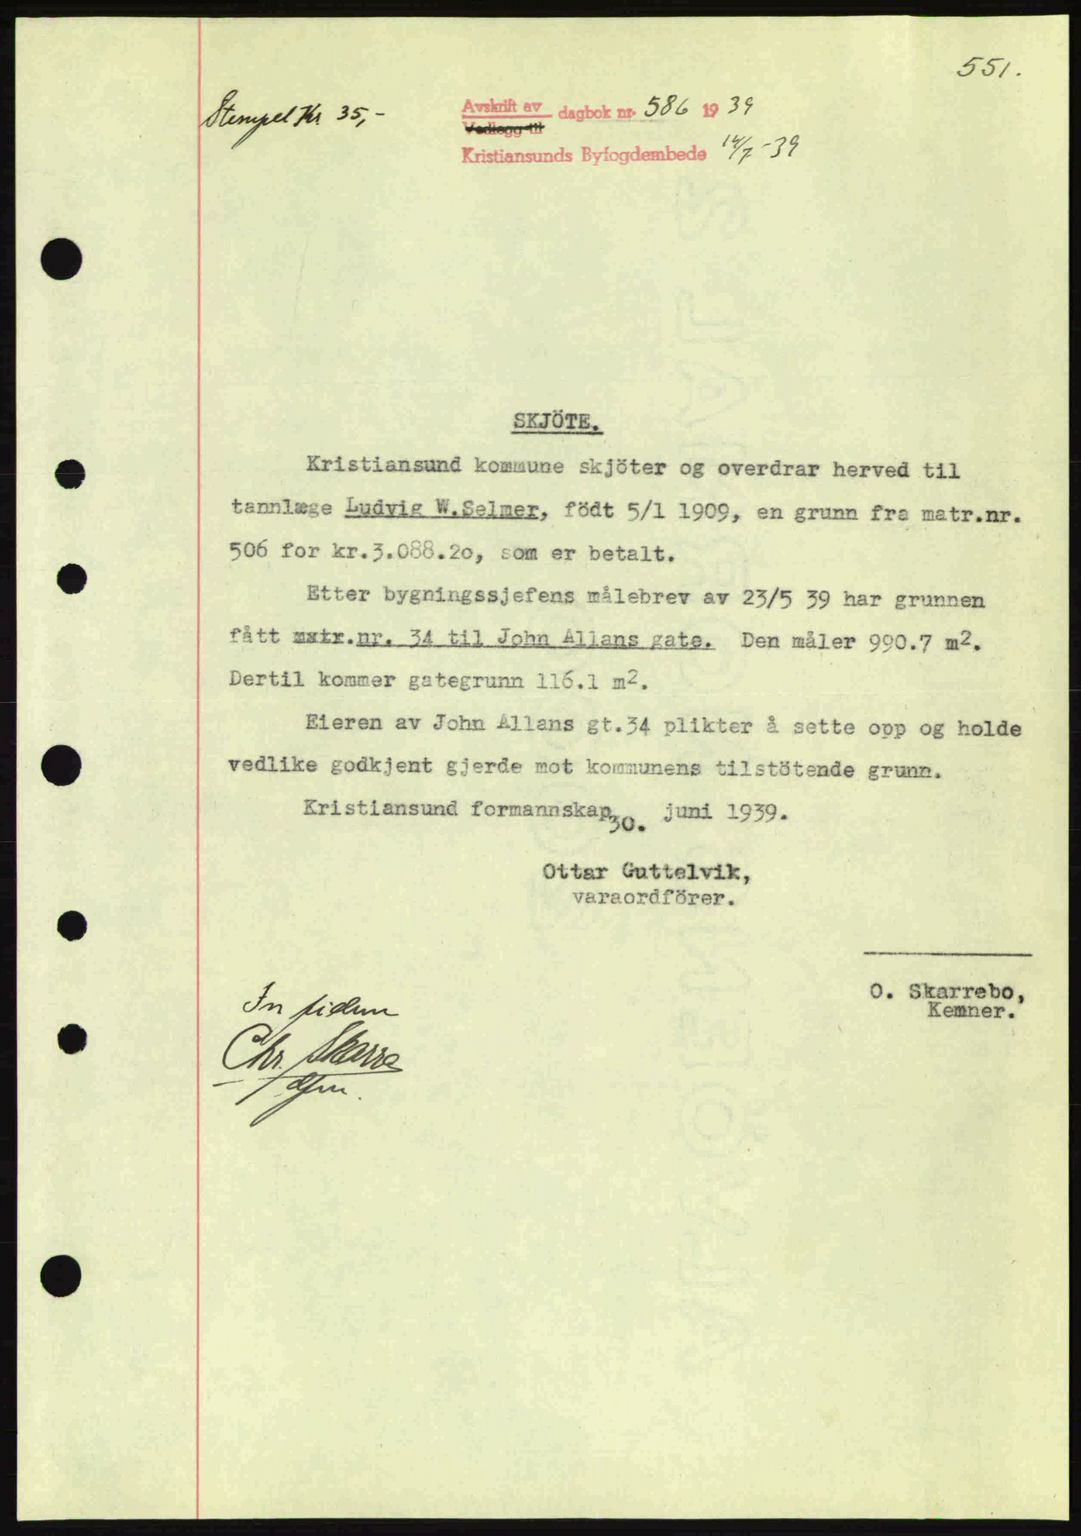 551.
Stempel Kr 35,-
Avskrift av dagbok nr. 586 1939
Vedlegg til
Kristiansunds Byfogdembede 14/7-39
SKJÖTE.
Kristiansund kommune skjöter og overdrar herved til
tannlæge Ludvig W.Selmer, födt 5/1 1909, en grunn fra matr.nr.
506 for kr.3.088.20, som er betalt.
Etter bygningssjefens målebrev av 23/5 39 har grunnen
fått matr.nr. 34 til John Allans gate. Den måler 990.7 m2.
Dertil kommer gategrunn 116.1 m2.
Eieren av John Allans gt.34 plikter å sette opp og holde
vedlike godkjent gjerde mot kommunens tilstötende grunn.
Kristiansund formannskap 30. juni 1939.
Ottar Guttelvik,
varaordförer.
O. Skarrebo,
Kemner.
In fidem
Chr. Skarre